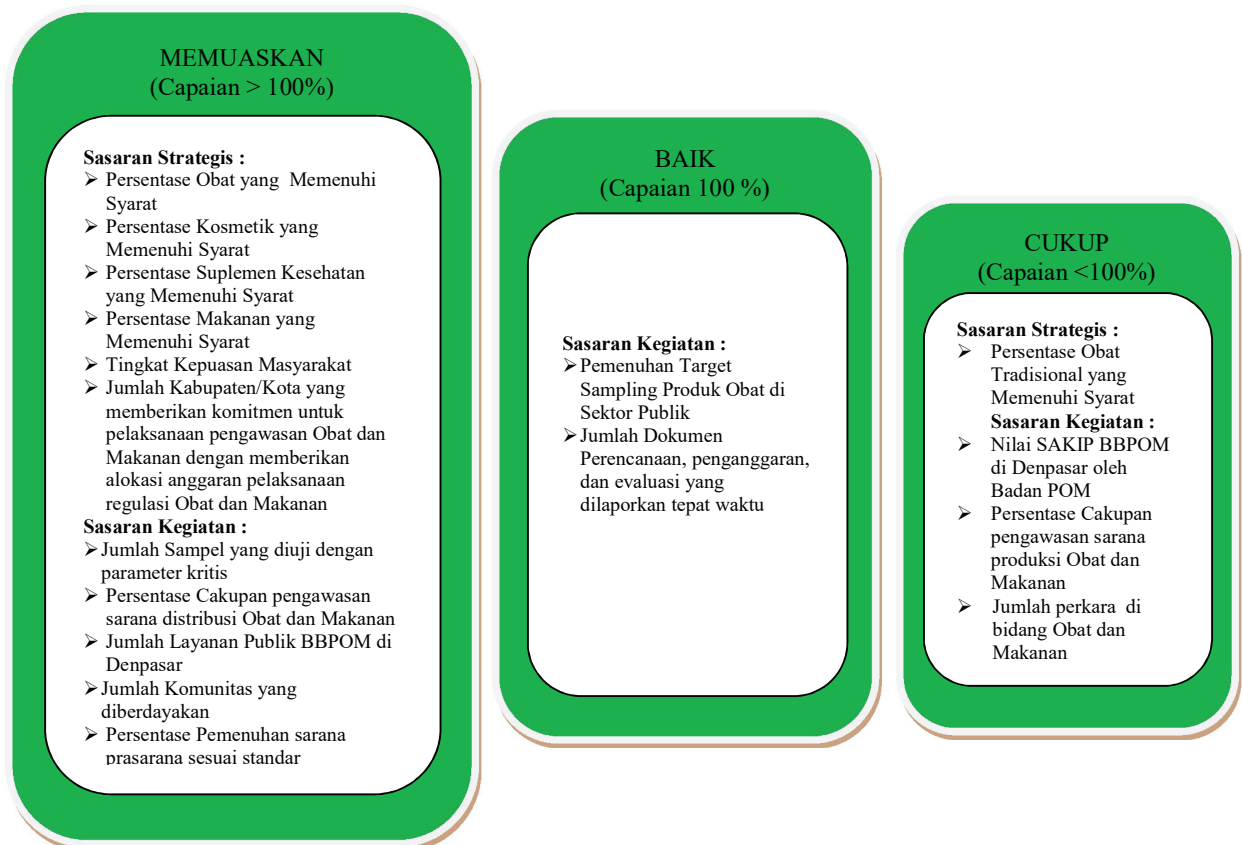 MEMUASKAN
(Capaian > 100%)
Sasaran Strategis :
➢ Persentase Obat yang Memenuhi
Syarat
➢ Persentase Kosmetik yang
Memenuhi Syarat
➢ Persentase Suplemen Kesehatan
yang Memenuhi Syarat
➢ Persentase Makanan yang
Memenuhi Syarat
➢ Tingkat Kepuasan Masyarakat
➢ Jumlah Kabupaten/Kota yang
memberikan komitmen untuk
pelaksanaan pengawasan Obat dan
Makanan dengan memberikan
alokasi anggaran pelaksanaan
regulasi Obat dan Makanan
Sasaran Kegiatan :
➢ Jumlah Sampel yang diuji dengan
parameter kritis
➢ Persentase Cakupan pengawasan
sarana distribusi Obat dan Makanan
➢ Jumlah Layanan Publik BBPOM di
Denpasar
➢ Jumlah Komunitas yang
diberdayakan
➢ Persentase Pemenuhan sarana
prasarana sesuai standar
BAIK
(Capaian 100 %)
Sasaran Kegiatan :
➢ Pemenuhan Target
Sampling Produk Obat di
Sektor Publik
➢ Jumlah Dokumen
Perencanaan, penganggaran,
dan evaluasi yang
dilaporkan tepat waktu
CUKUP
(Capaian <100%)
Sasaran Strategis :
➢ Persentase Obat
Tradisional yang
Memenuhi Syarat
Sasaran Kegiatan :
➢ Nilai SAKIP BBPOM
di Denpasar oleh
Badan POM
➢ Persentase Cakupan
pengawasan sarana
produksi Obat dan
Makanan
➢ Jumlah perkara di
bidang Obat dan
Makanan